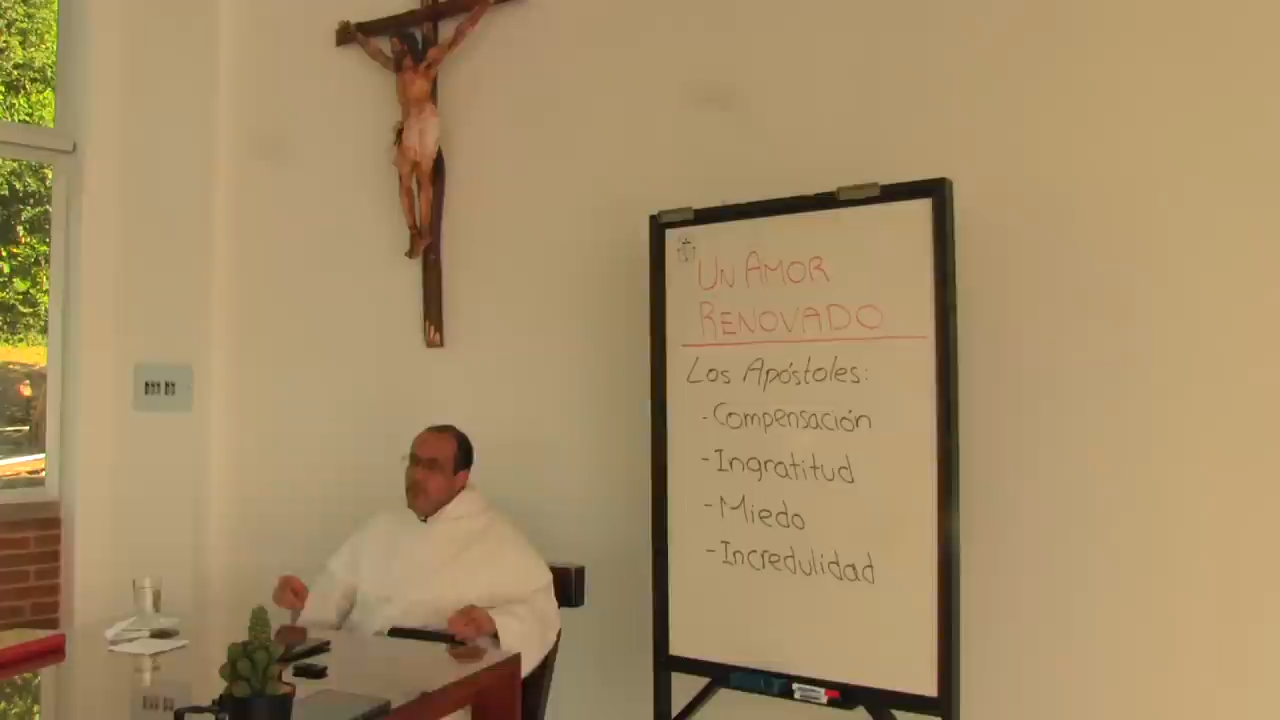 UN AMOR
RENOVADO
Los Apóstoles:
- Compensación
- Ingratitud
- Miedo
- Incredulidad